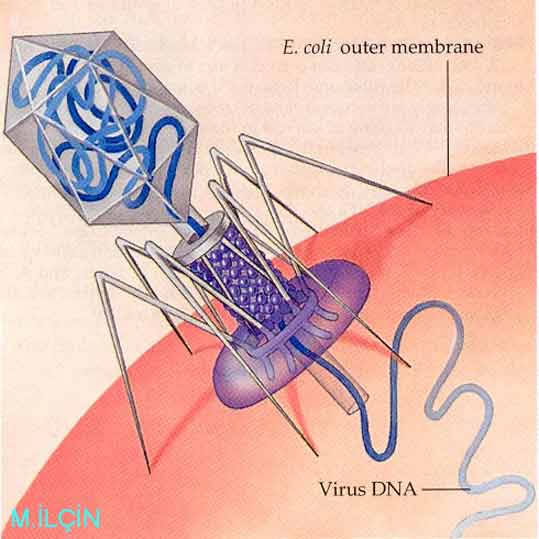 E. coli outer membrane
Virus DNA
M.İLÇİN